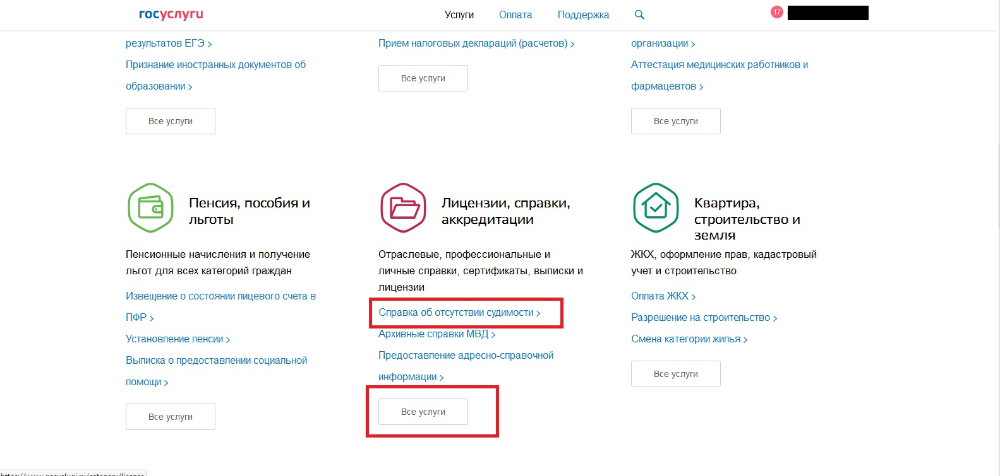 госуслуги
Услуги Оплата Поддержка 17
результатов ЕГЭ
Признание иностранных документов об
образовании
Все услуги
Прием налоговых деклараций (расчетов)
Все услуги
организации
Аттестация медицинских работников и
фармацевтов
Все услуги
Пенсия, пособия и
льготы
Пенсионные начисления и получение
льгот для всех категорий граждан
Извещение о состоянии лицевого счета в
ПФР
Установление пенсии
Выписка о предоставлении социальной
помощи
Все услуги
Лицензии, справки,
аккредитации
Отраслевые, профессиональные и
личные справки, сертификаты, выписки и
лицензии
Справка об отсутствии судимости
Архивные справки МВД
Предоставление адресно-справочной
информации
Все услуги
Квартира,
строительство и
земля
ЖКХ, оформление прав, кадастровый
учет и строительство
Оплата ЖКХ
Разрешение на строительство
Смена категории жилья
Все услуги